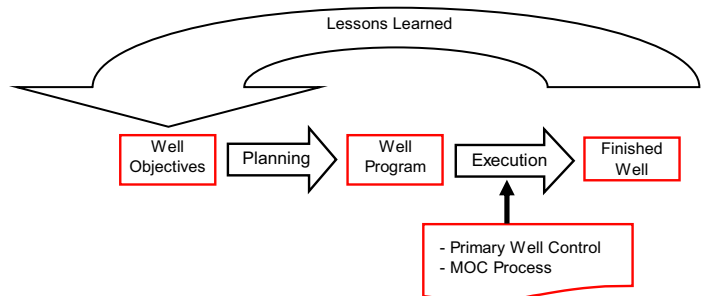 Lessons Learned
Well
Objectives
Planning
Well
Program
Execution
Finished
Well
- Primary Well Control
- MOC Process